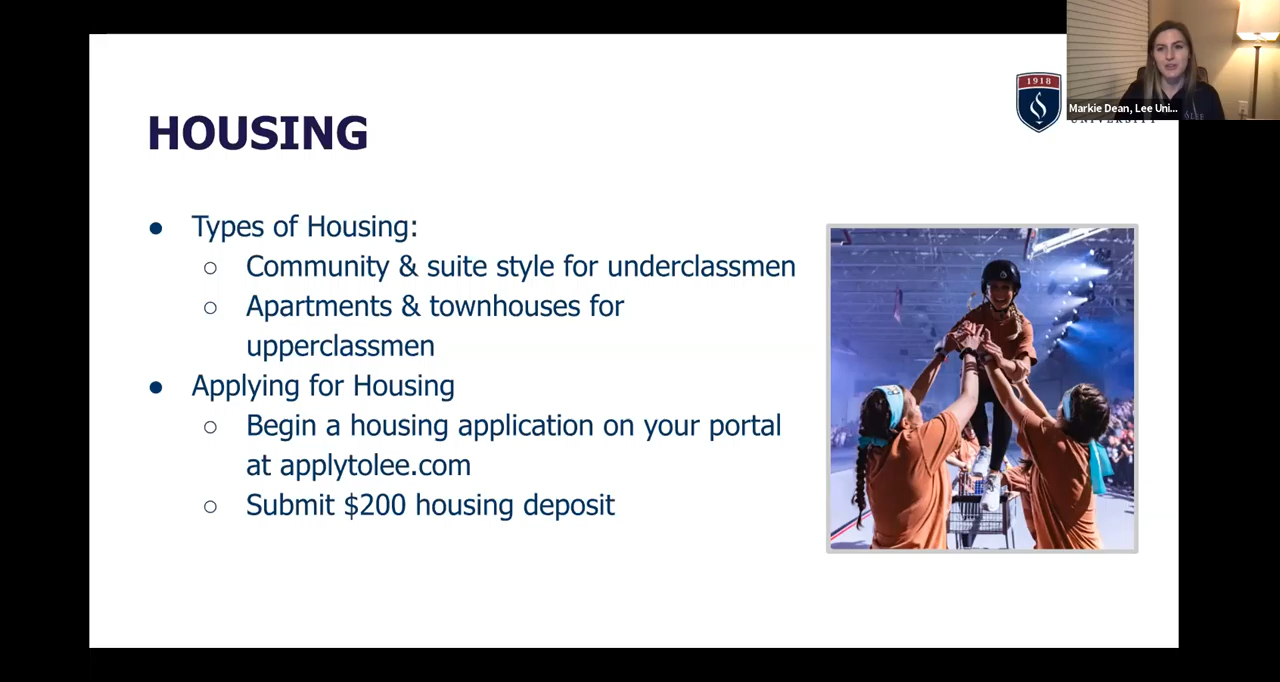 1918
Markie Dean, Lee Uni...
UNIVERSITY
HOUSING
● Types of Housing:
○ Community & suite style for underclassmen
○ Apartments & townhouses for
upperclassmen
● Applying for Housing
○ Begin a housing application on your portal
at applytolee.com
○ Submit $200 housing deposit